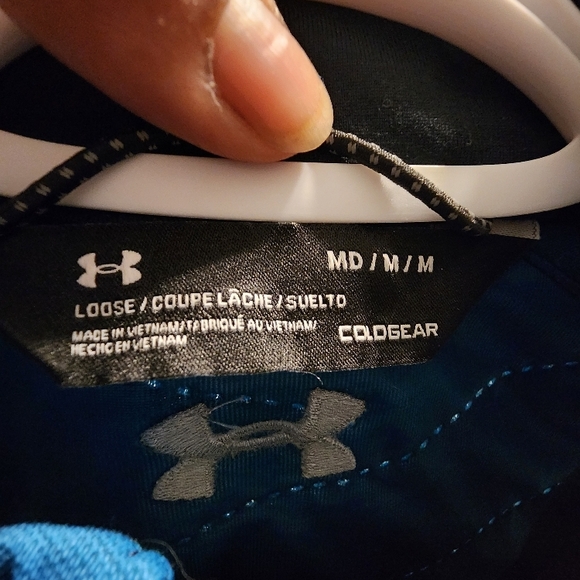 MD / M / M
LOOSE / COUPE LÂCHE / SUELTO
MADE IN VIETNAM/FABRIQUÉ AU VIETNAM/
HECHO EN VIETNAM
COLDGEAR